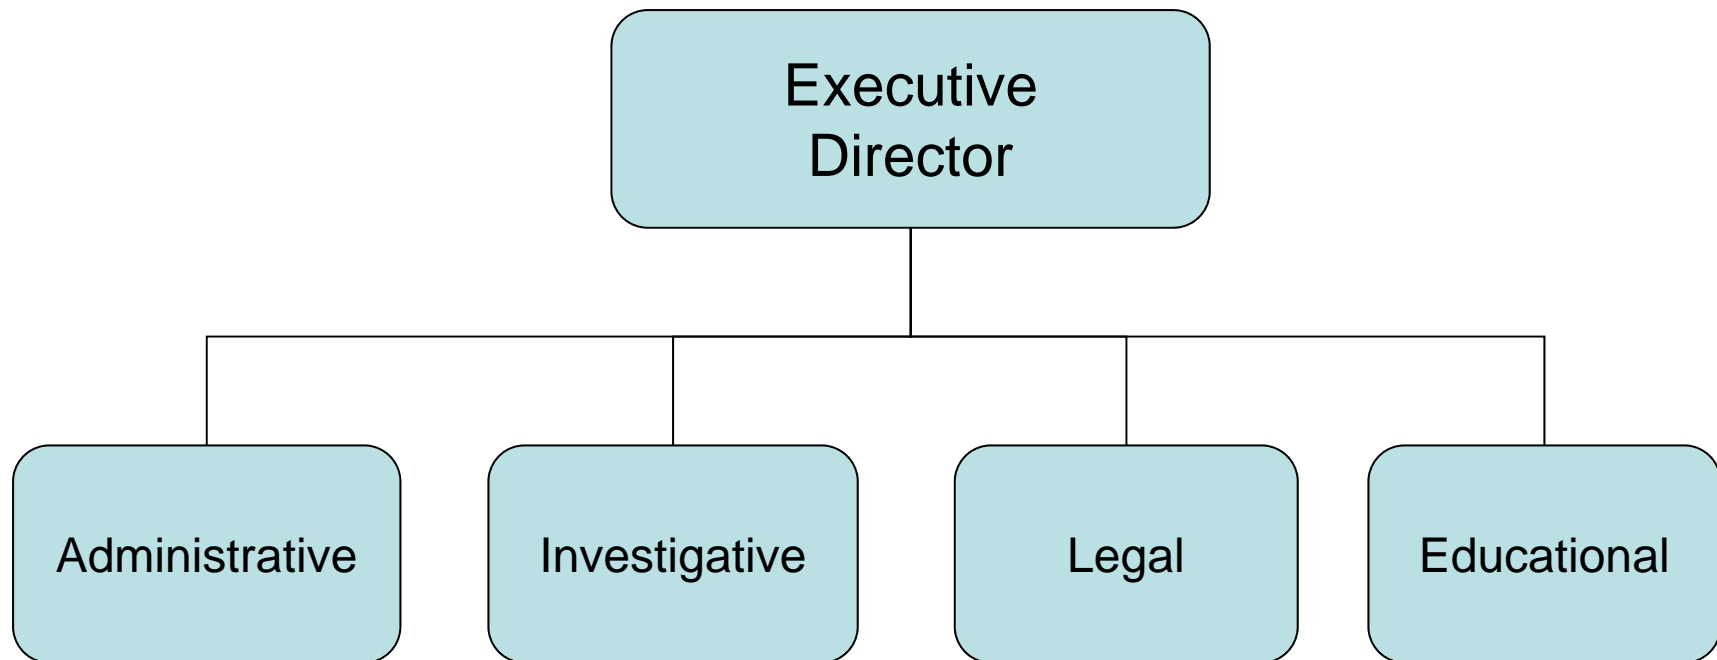 Executive
Director
Administrative
Investigative
Legal
Educational